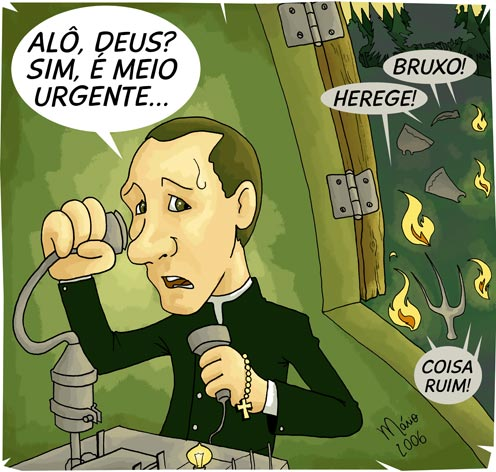 ALÔ, DEUS?
SIM, É MEIO
URGENTE...
BRUXO!
HEREGE!
COISA
RUIM!
Mário
2006